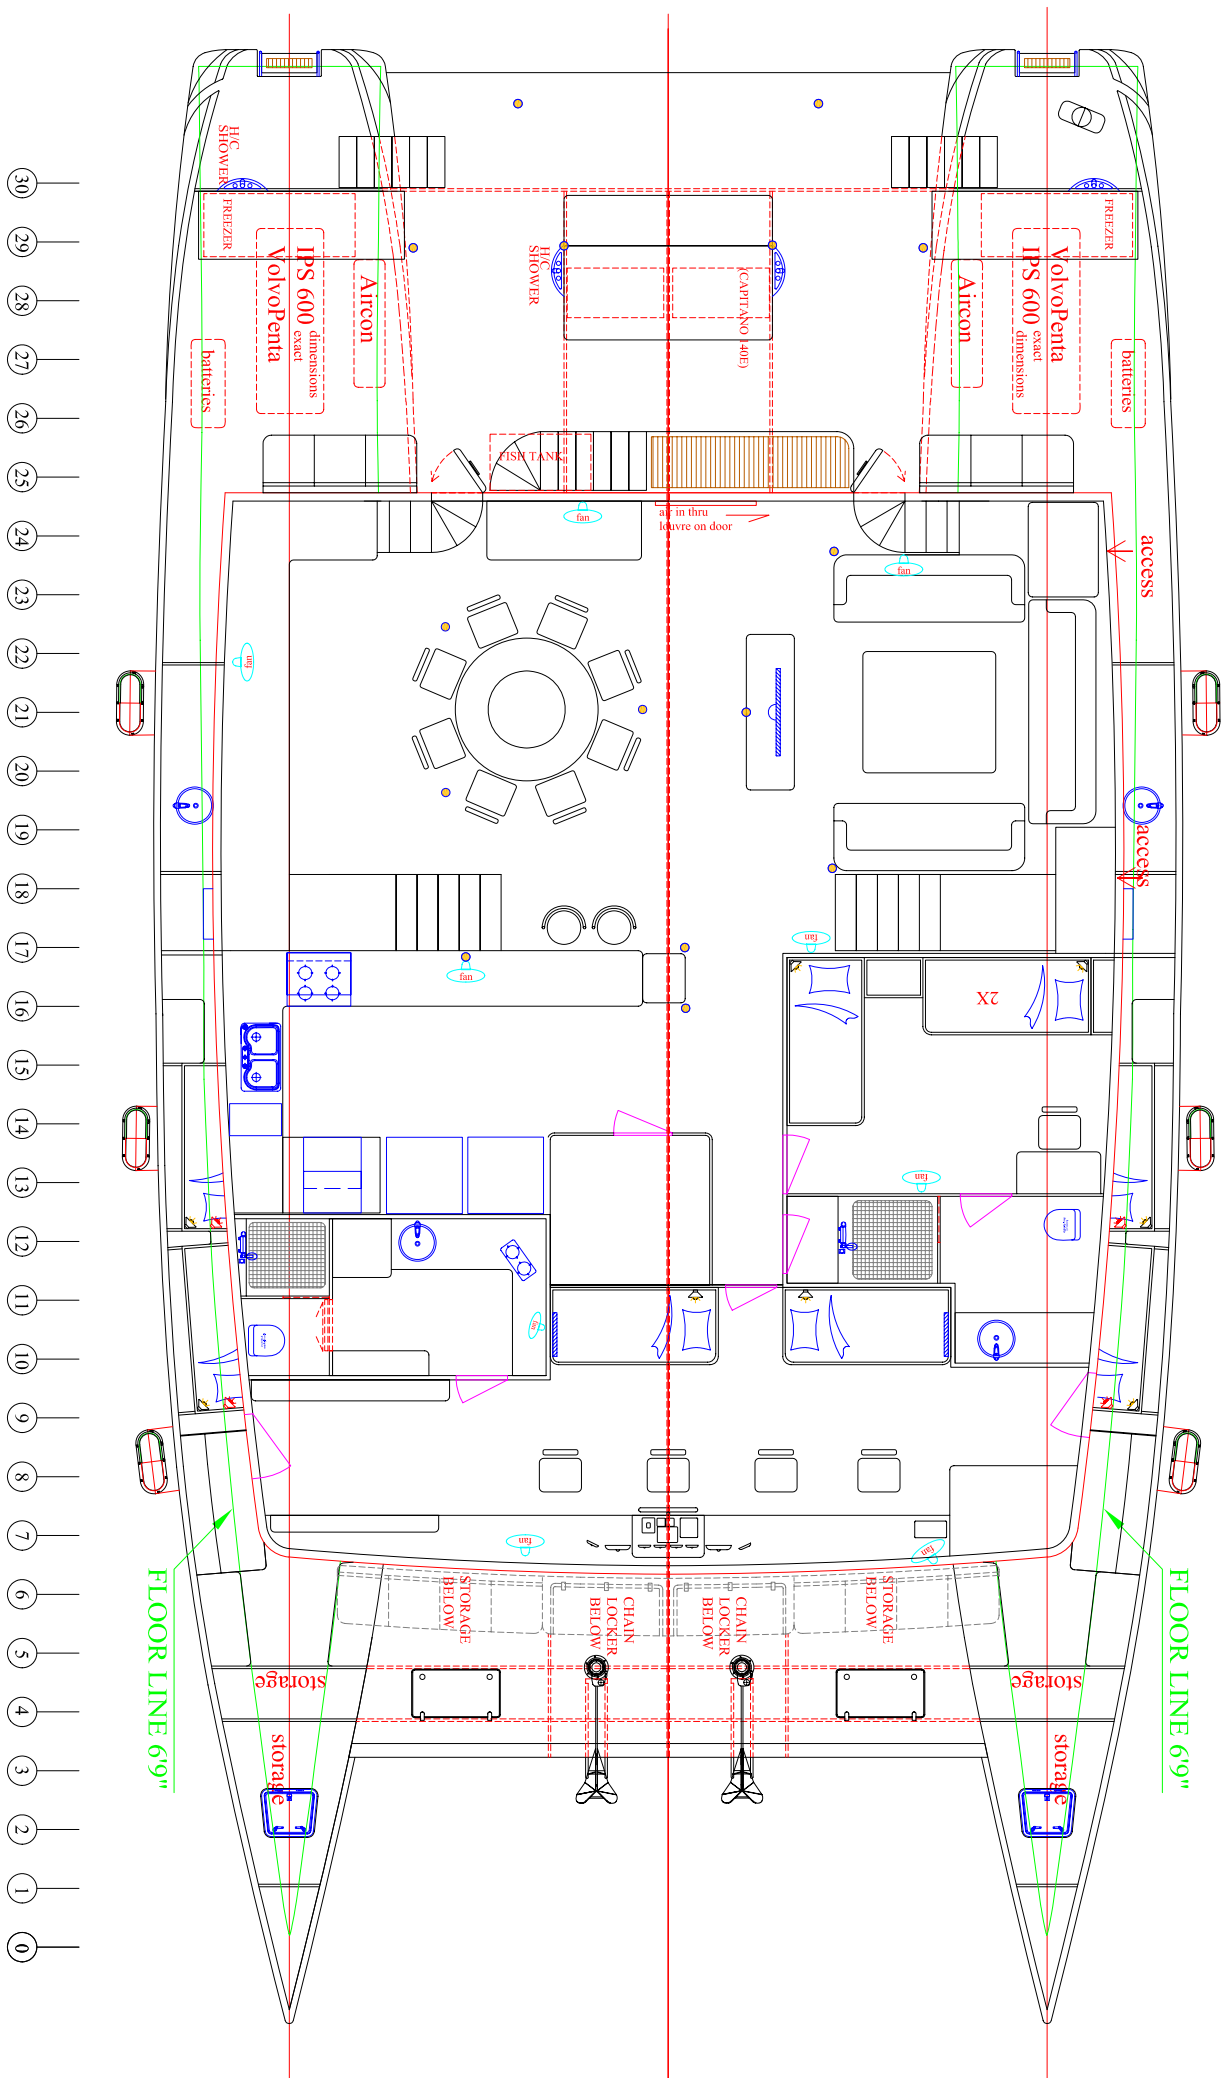 H/C
SHOWER
30
FREEZER
FREEZER
29
H/C
SHOWER
VolvoPenta
IPS 600 exact
dimensions
Aircon
(CAPITANO 140E)
Aircon
VolvoPenta
IPS 600 exact
dimensions
28
27
batteries
batteries
26
FISH TANK
25
fan
air in thru
louvre on door
24
access
fan
23
22
fan
21
20
19
access
18
17
fan
fan
16
2X
15
14
13
fan
12
11
fan
10
9
8
7
fan
fan
FLOOR LINE 6'9"
FLOOR LINE 6'9"
6
STORAGE
BELOW
CHAIN
LOCKER
BELOW
CHAIN
LOCKER
BELOW
STORAGE
BELOW
5
storage
storage
4
storage
storage
3
2
1
0